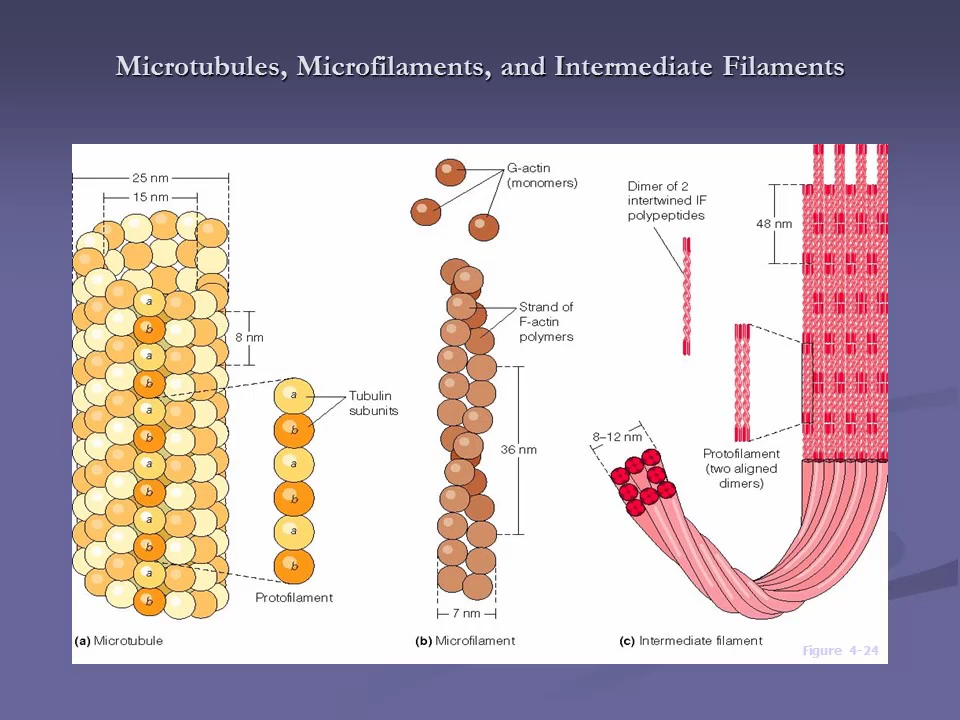 Microtubules, Microfilaments, and Intermediate Filaments
25 nm
15 nm
a
b
a
b
a
b
a
b
a
b
a
b
8 nm
a
b
a
b
a
b
Tubulin
subunits
Protofilament
(a) Microtubule
G-actin
(monomers)
Strand of
F-actin
polymers
36 nm
7 nm
(b) Microfilament
Dimer of 2
intertwined IF
polypeptides
48 nm
8–12 nm
Protofilament
(two aligned
dimers)
(c) Intermediate filament
Figure 4-24